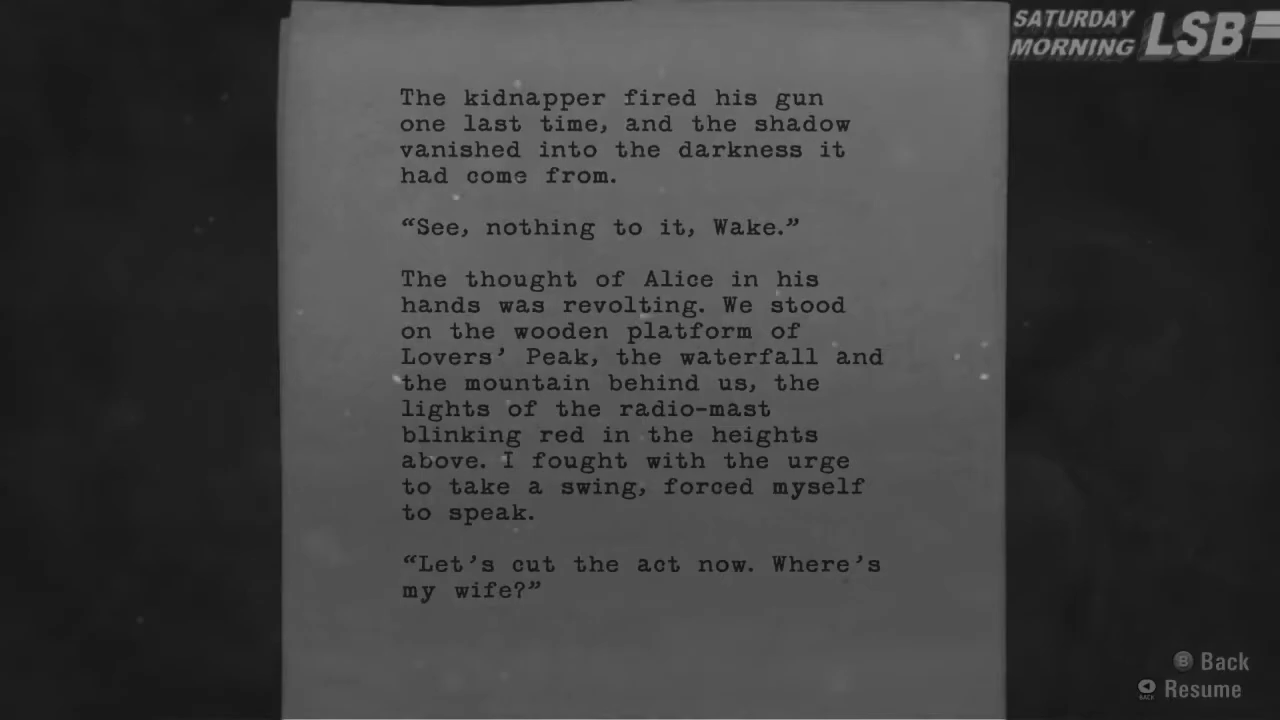 SATURDAY
MORNING LSB
The kidnapper fired his gun
one last time, and the shadow
vanished into the darkness it
had come from.
“See, nothing to it, Wake.”
The thought of Alice in his
hands was revolting. We stood
on the wooden platform of
Lovers’ Peak, the waterfall and
the mountain behind us, the
lights of the radio-mast
blinking red in the heights
above. I fought with the urge
to take a swing, forced myself
to speak.
“Let’s cut the act now. Where’s
my wife?”
B Back
BACK Resume